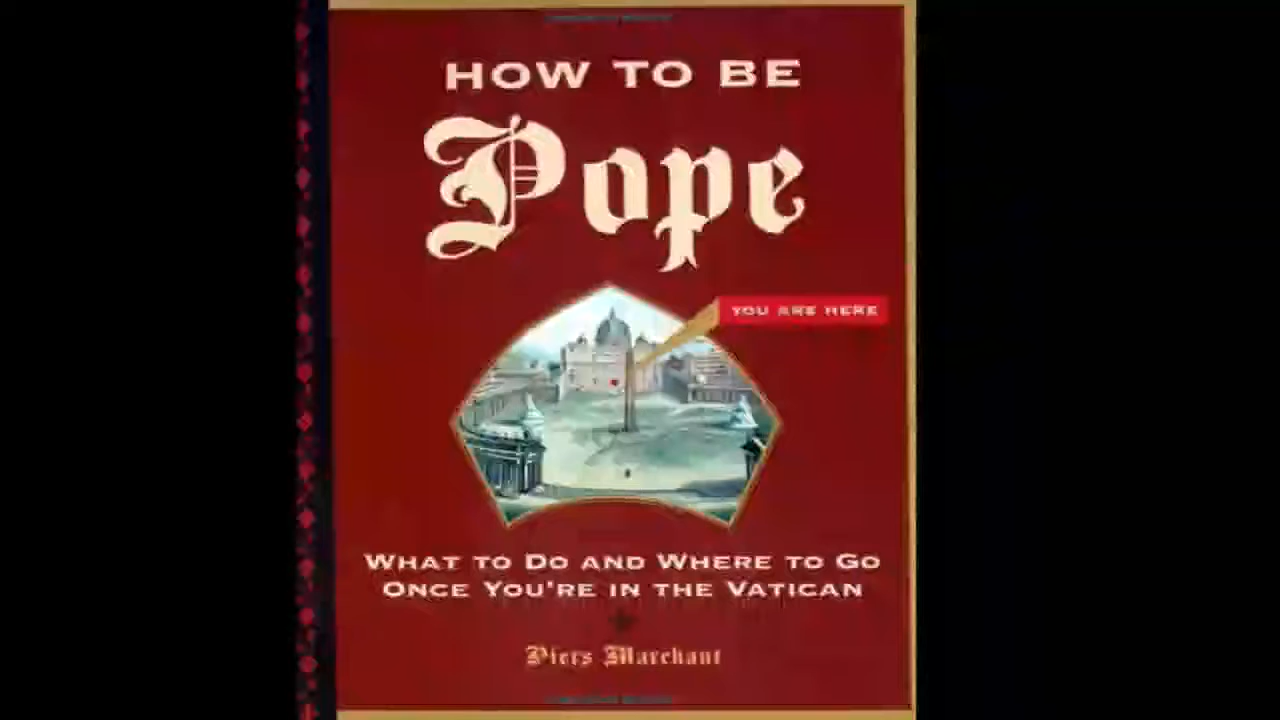 HOW TO BE
Pope
YOU ARE HERE
WHAT TO DO AND WHERE TO GO
ONCE YOU'RE IN THE VATICAN
Piers Marchant